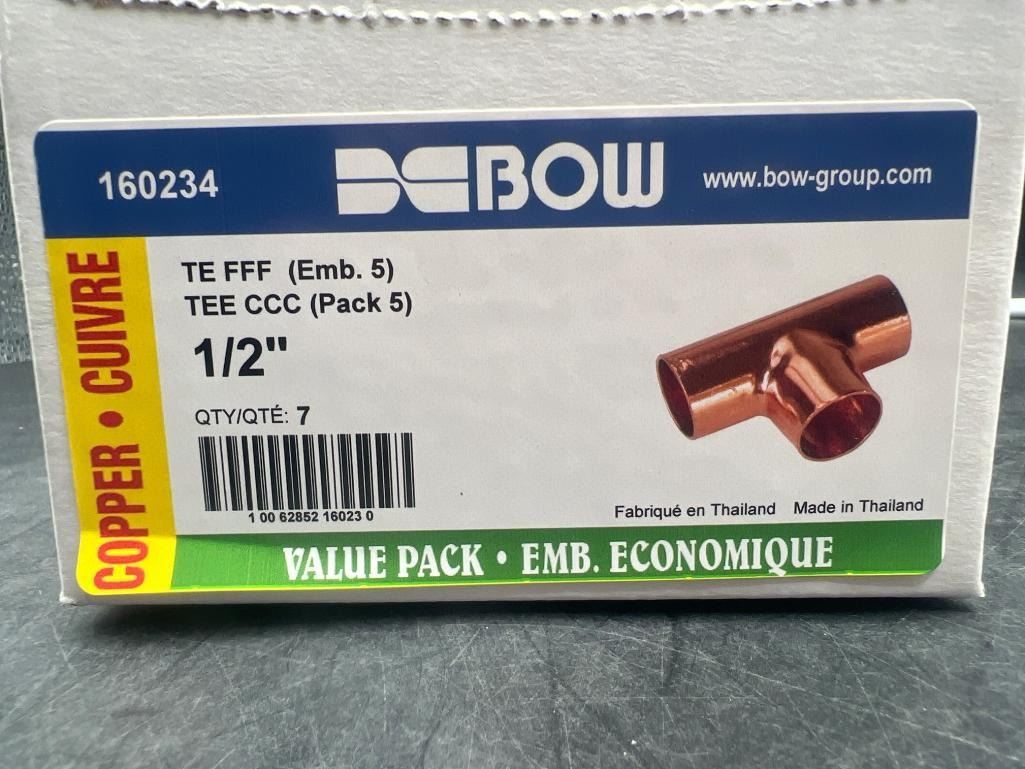 160234
BOW
www.bow-group.com
COPPER • CUIVRE
TE FFF (Emb. 5)
TEE CCC (Pack 5)
1/2"
QTY/QTÉ: 7
1 00 62852 16023 0
Fabriqué en Thailand Made in Thailand
VALUE PACK • EMB. ECONOMIQUE